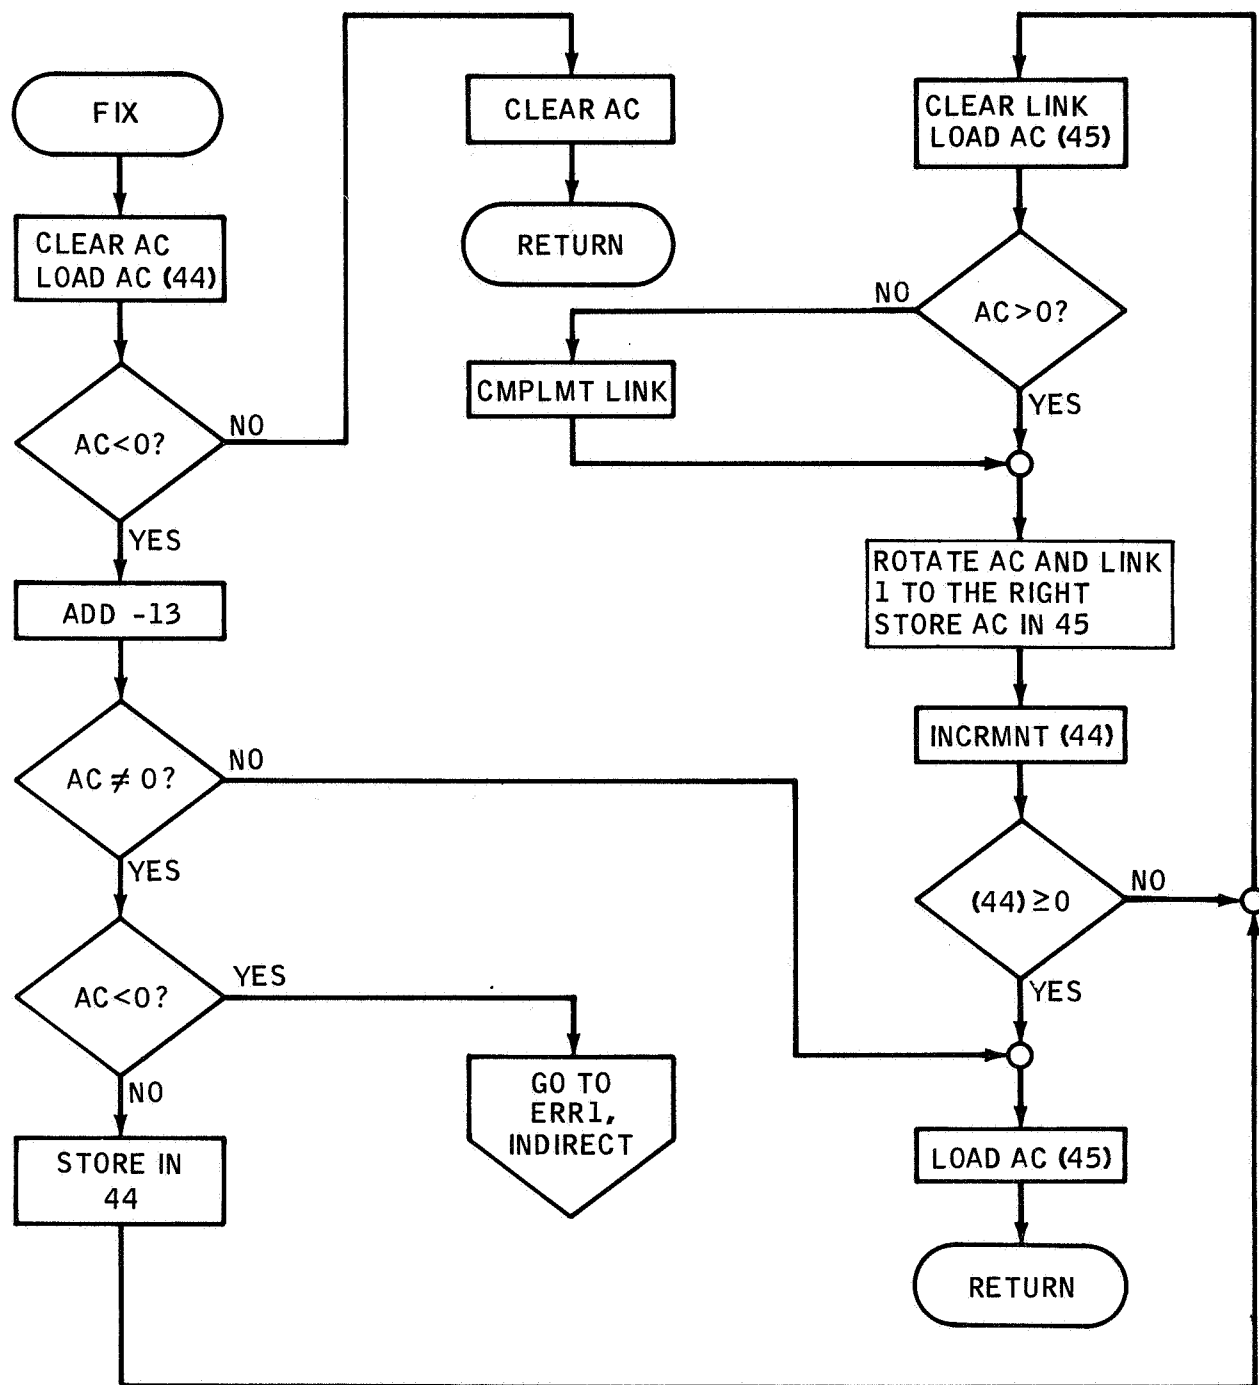 FIX
CLEAR AC
LOAD AC (44)
AC<0?
NO
YES
ADD -13
AC≠0?
NO
YES
AC<0?
YES
NO
STORE IN
44
CLEAR AC
RETURN
CMPLMT LINK
GO TO
ERR1,
INDIRECT
CLEAR LINK
LOAD AC (45)
AC>0?
NO
YES
ROTATE AC AND LINK
1 TO THE RIGHT
STORE AC IN 45
INCRMNT (44)
(44)≥0
NO
YES
LOAD AC (45)
RETURN